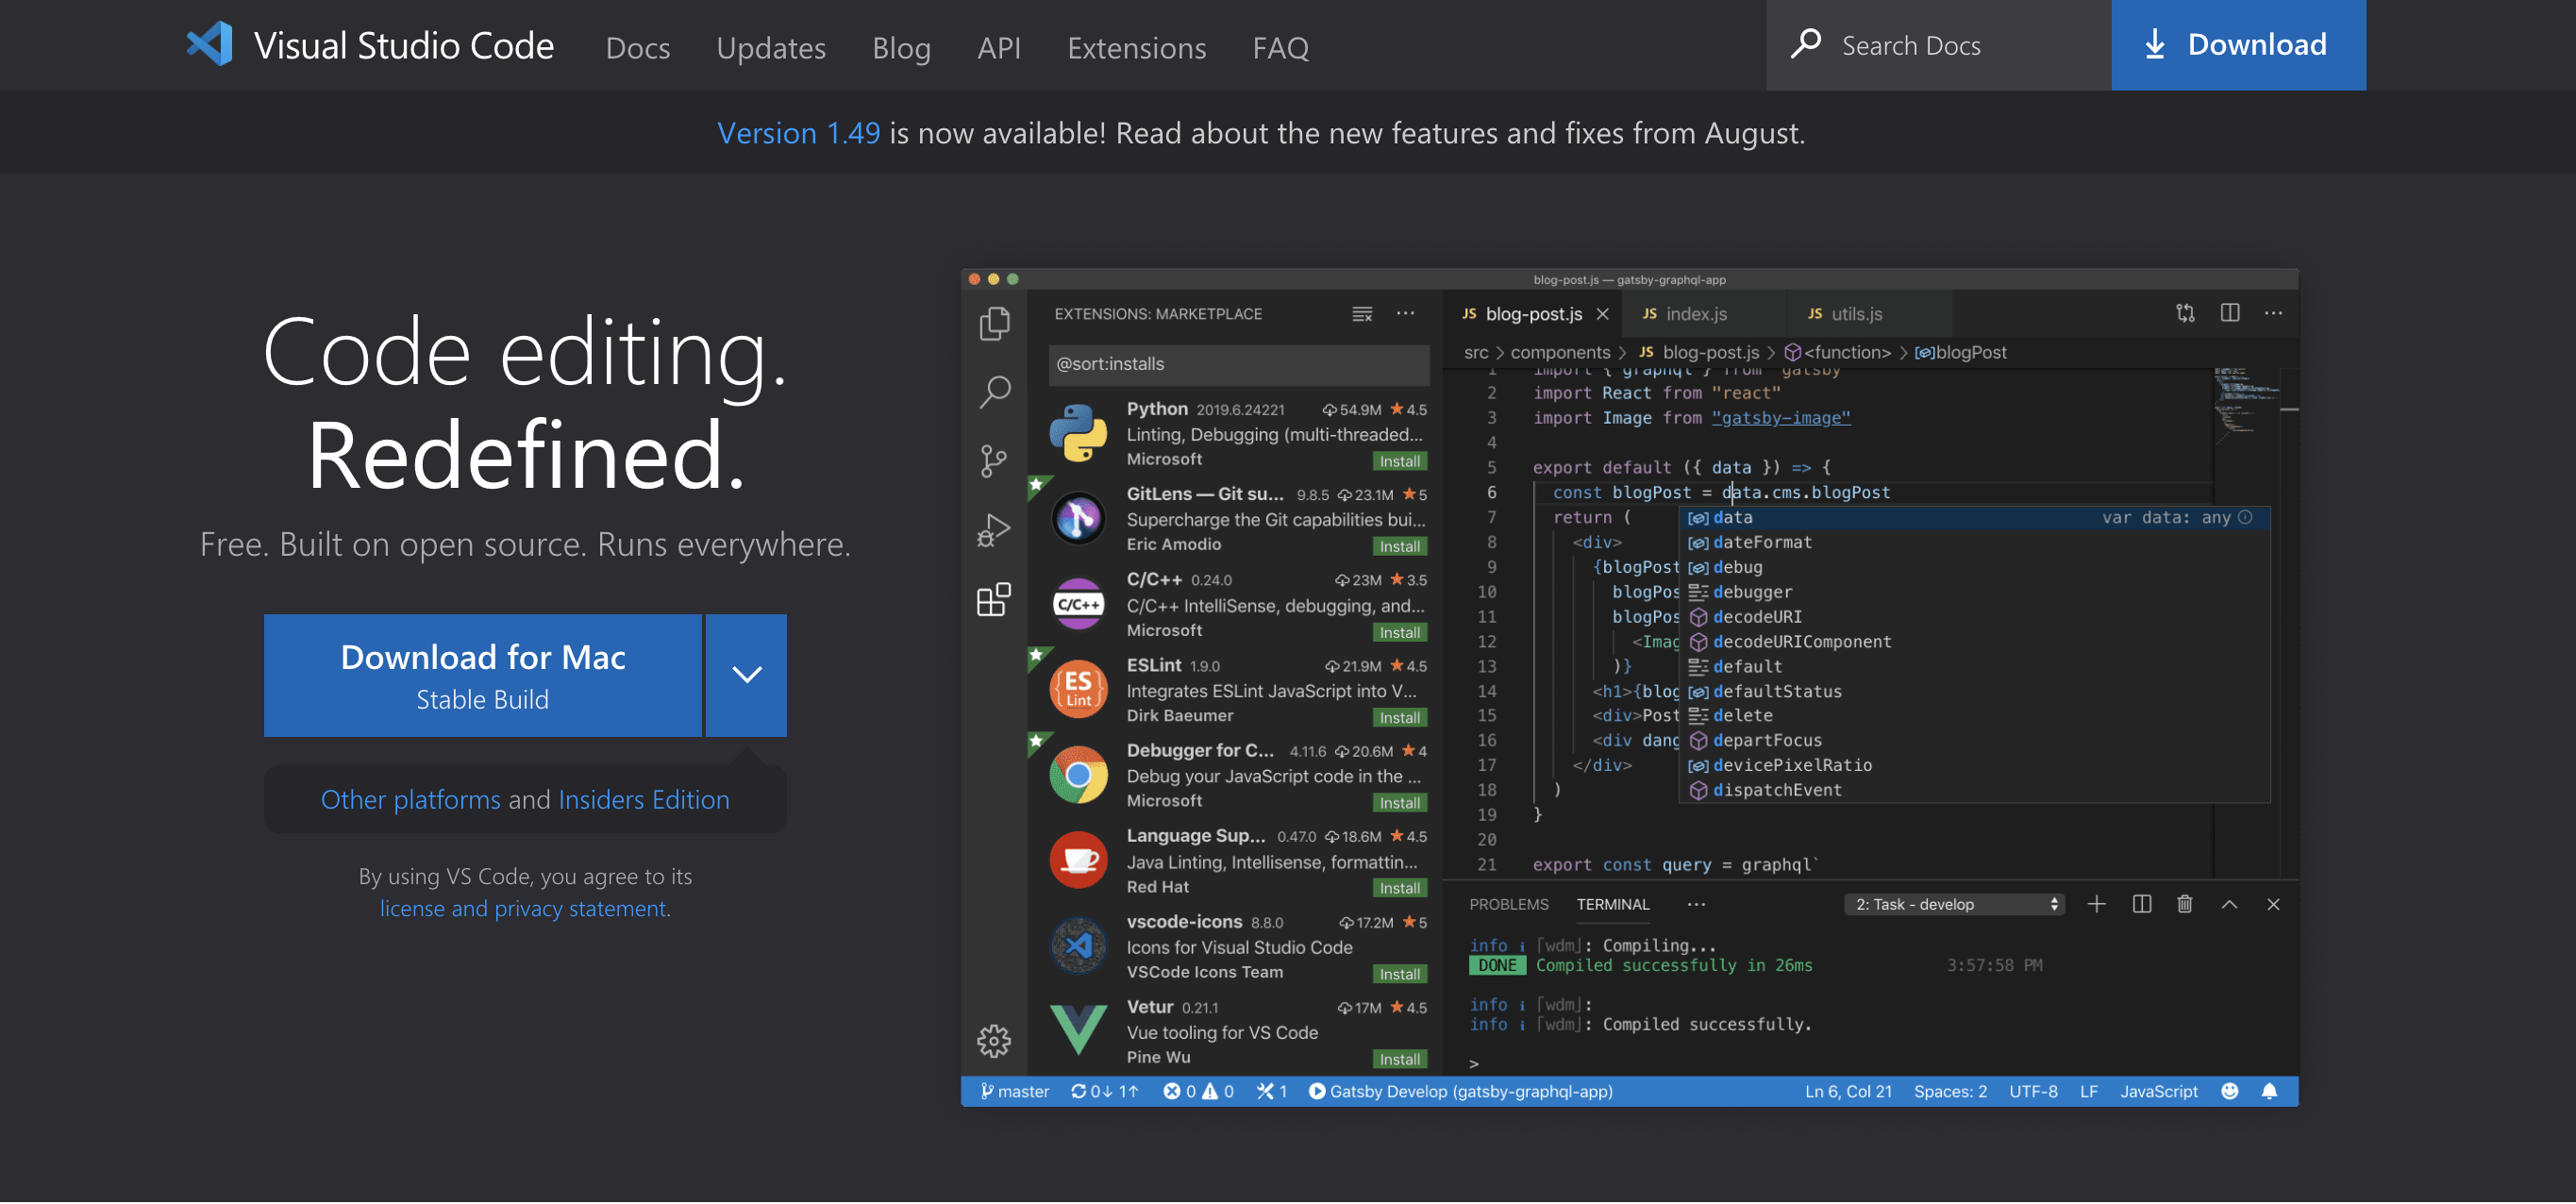 Visual Studio Code Docs Updates Blog API Extensions FAQ Search Docs Download
Version 1.49 is now available! Read about the new features and fixes from August.
Code editing.
Redefined.
Free. Built on open source. Runs everywhere.
Download for Mac
Stable Build
Other platforms and Insiders Edition
By using VS Code, you agree to its
license and privacy statement.
blog-post.js — gatsby-graphql-app
EXTENSIONS: MARKETPLACE
@sort:installs
Python 2019.6.24221 54.9M 4.5
Linting, Debugging (multi-threaded...
Microsoft Install
GitLens — Git su... 9.8.5 23.1M 5
Supercharge the Git capabilities bui...
Eric Amodio Install
C/C++
C/C++ 0.24.0 23M 3.5
C/C++ IntelliSense, debugging, and...
Microsoft Install
ES
Lint
ESLint 1.9.0 21.9M 4.5
Integrates ESLint JavaScript into V...
Dirk Baeumer Install
Debugger for C... 4.11.6 20.6M 4
Debug your JavaScript code in the ...
Microsoft Install
Language Sup... 0.47.0 18.6M 4.5
Java Linting, Intellisense, formattin...
Red Hat Install
vscode-icons 8.8.0 17.2M 5
Icons for Visual Studio Code
VSCode Icons Team Install
Vetur 0.21.1 17M 4.5
Vue tooling for VS Code
Pine Wu Install
JS blog-post.js JS index.js JS utils.js
src > components > JS blog-post.js > <function> > blogPost
1 import { graphql } from "gatsby"
2 import React from "react"
3 import Image from "gatsby-image"
4
5 export default ({ data }) => {
6 const blogPost = data.cms.blogPost
7 return (
8 <div>
9 {blogPost
10 blogPos
11 blogPos
12 <Imag
13 )}
14 <h1>{blog
15 <div>Post
16 <div dang
17 </div>
18 )
19 }
20
21 export const query = graphql`
data var data: any
dateFormat
debug
debugger
decodeURI
decodeURIComponent
default
defaultStatus
delete
departFocus
devicePixelRatio
dispatchEvent
PROBLEMS TERMINAL ... 2: Task - develop
info i ｢wdm｣: Compiling...
DONE Compiled successfully in 26ms 3:57:58 PM
info i ｢wdm｣:
info i ｢wdm｣: Compiled successfully.
>
master 0↓ 1↑ 0 0 1 Gatsby Develop (gatsby-graphql-app) Ln 6, Col 21 Spaces: 2 UTF-8 LF JavaScript